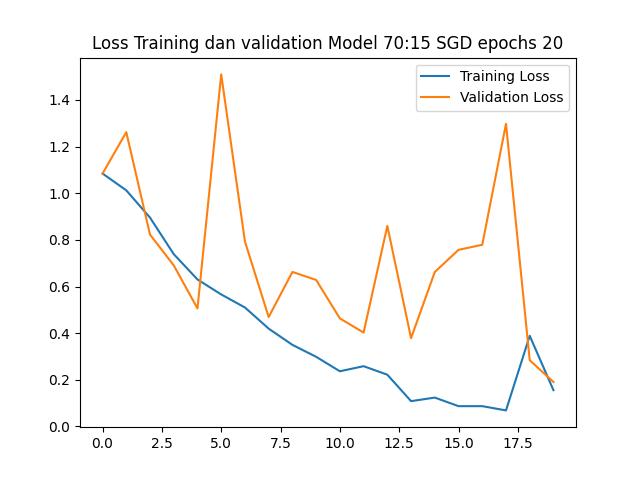 Loss Training dan validation Model 70:15 SGD epochs 20
Training Loss
Validation Loss
1.4
1.2
1.0
0.8
0.6
0.4
0.2
0.0
0.0 2.5 5.0 7.5 10.0 12.5 15.0 17.5